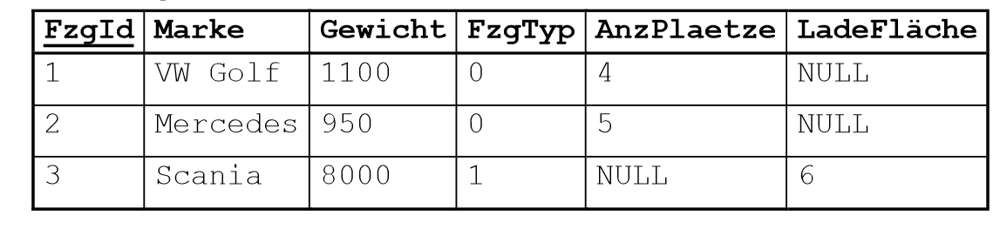 FzgId Marke Gewicht FzgTyp AnzPlaetze LadeFläche
1 VW Golf 1100 0 4 NULL
2 Mercedes 950 0 5 NULL
3 Scania 8000 1 NULL 6